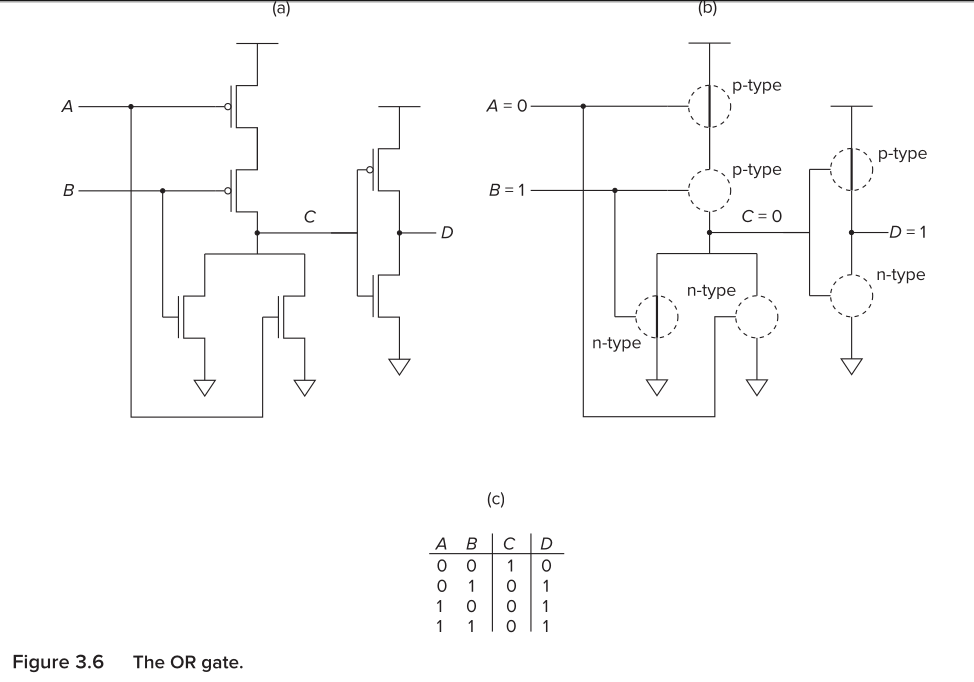 (a)
(b)
A
B
C
D
A = 0
B = 1
p-type
p-type
p-type
C = 0
D = 1
n-type
n-type
n-type
(c)
A B C D
0 0 1 0
0 1 0 1
1 0 0 1
1 1 0 1
Figure 3.6 The OR gate.